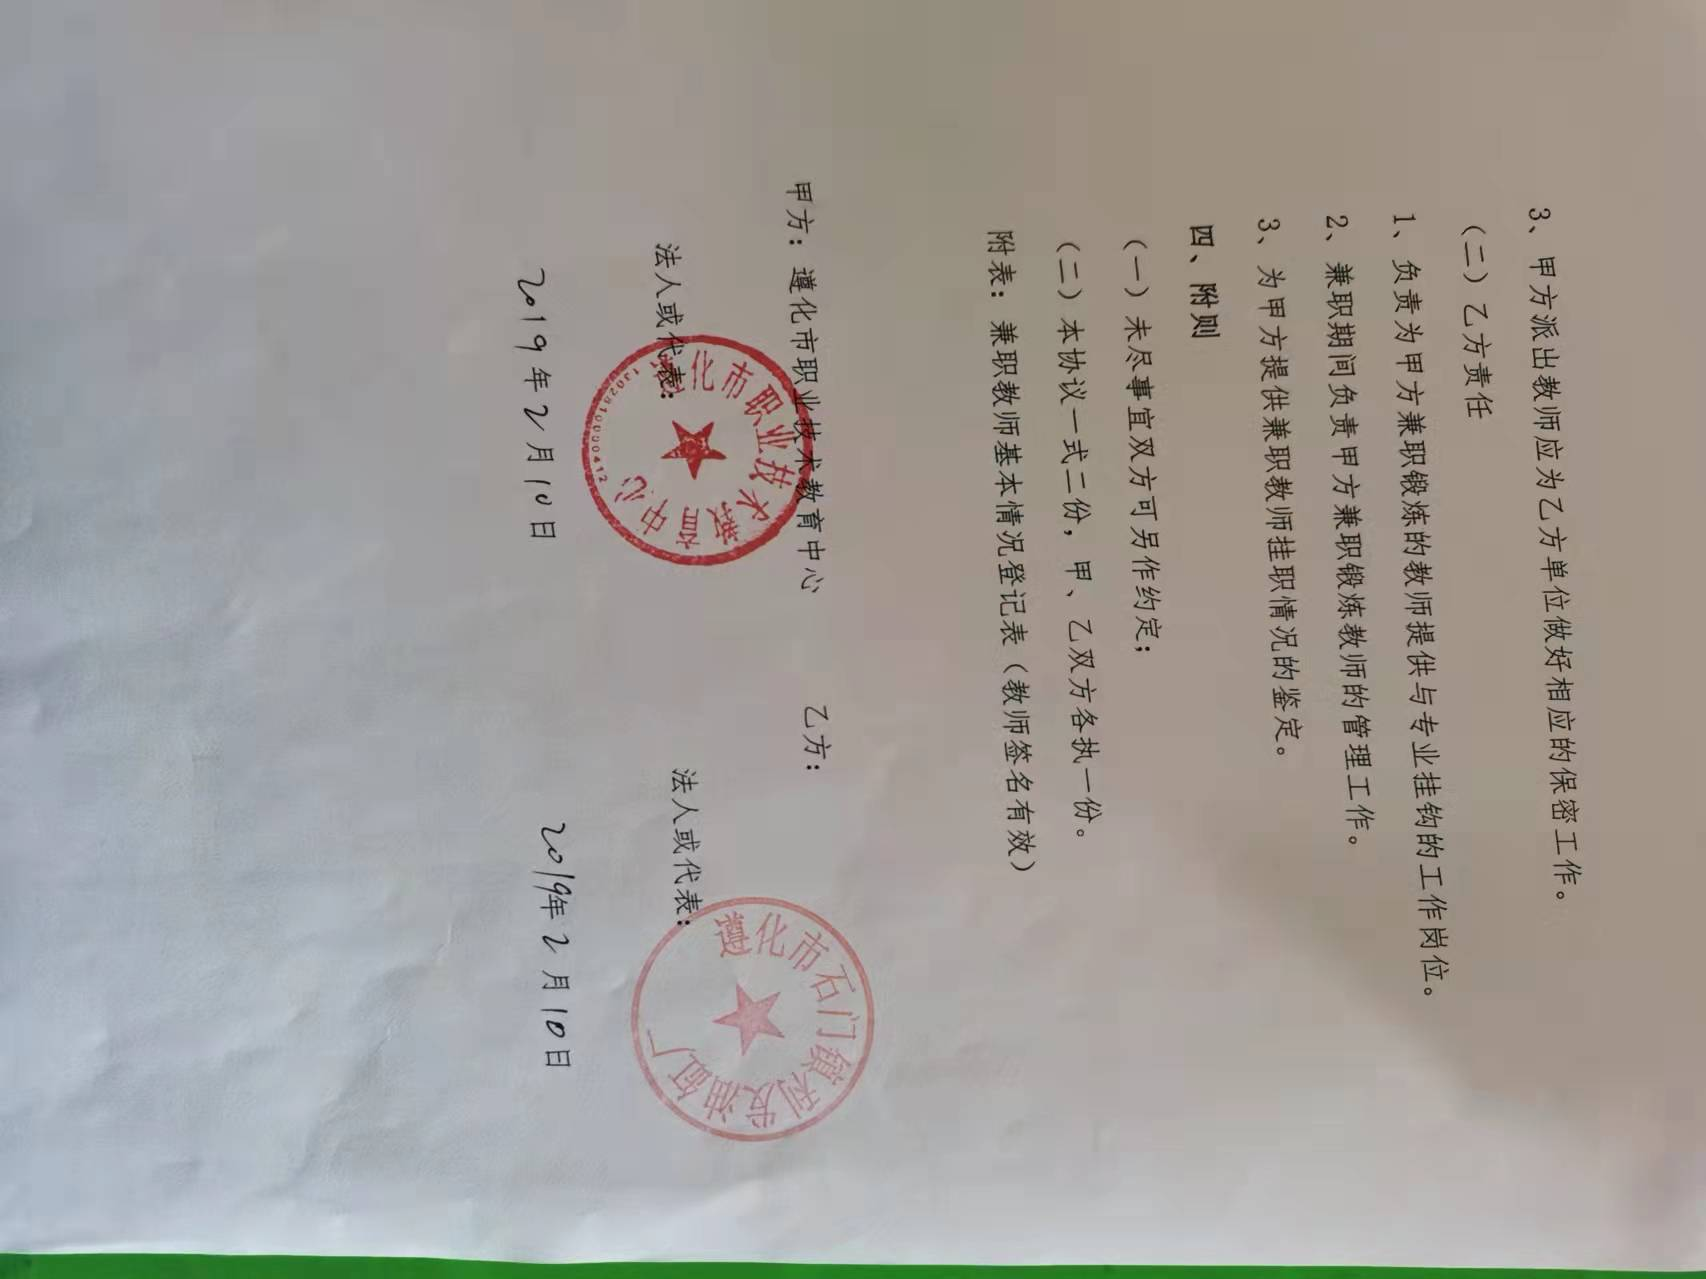 3、甲方派出教师应为乙方单位做好相应的保密工作。
（二）乙方责任
1、负责为甲方兼职锻炼的教师提供与专业挂钩的工作岗位。
2、兼职期间负责甲方兼职锻炼教师的管理工作。
3、为甲方提供兼职教师挂职情况的鉴定。
四、附则
（一）未尽事宜双方可另作约定；
（二）本协议一式二份，甲、乙双方各执一份。
附表：兼职教师基本情况登记表（教师签名有效）
甲方：遵化市职业技术教育中心 乙方：
法人或代表： 法人或代表：
2019年2月10日 2019年2月10日
遵化市职业技术教育中心
遵化市石门镇利发油缸厂